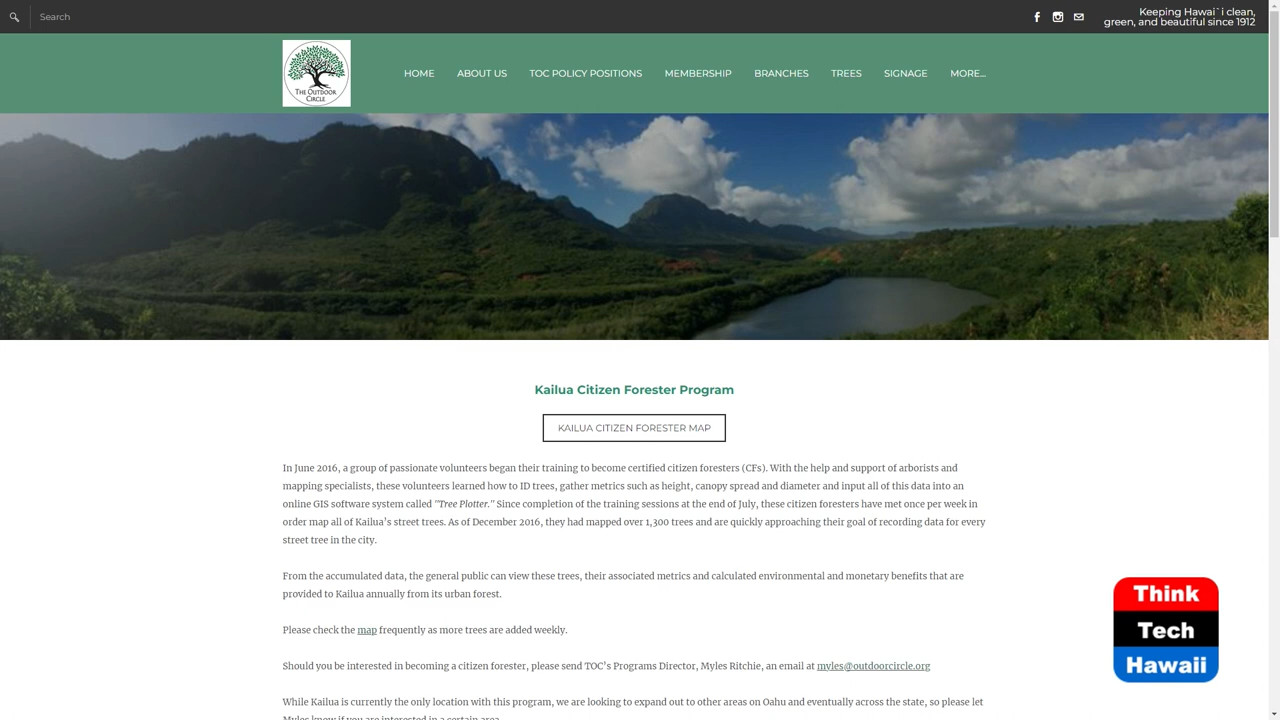 Search
Keeping Hawai`i clean,
green, and beautiful since 1912
THE OUTDOOR
CIRCLE
HOME ABOUT US TOC POLICY POSITIONS MEMBERSHIP BRANCHES TREES SIGNAGE MORE...
Kailua Citizen Forester Program
KAILUA CITIZEN FORESTER MAP
In June 2016, a group of passionate volunteers began their training to become certified citizen foresters (CFs). With the help and support of arborists and
mapping specialists, these volunteers learned how to ID trees, gather metrics such as height, canopy spread and diameter and input all of this data into an
online GIS software system called "Tree Plotter." Since completion of the training sessions at the end of July, these citizen foresters have met once per week in
order map all of Kailua's street trees. As of December 2016, they had mapped over 1,300 trees and are quickly approaching their goal of recording data for every
street tree in the city.
From the accumulated data, the general public can view these trees, their associated metrics and calculated environmental and monetary benefits that are
provided to Kailua annually from its urban forest.
Please check the map frequently as more trees are added weekly.
Should you be interested in becoming a citizen forester, please send TOC's Programs Director, Myles Ritchie, an email at myles@outdoorcircle.org
While Kailua is currently the only location with this program, we are looking to expand out to other areas on Oahu and eventually across the state, so please let
Myles know if you are interested in a certain area.
Think
Tech
Hawaii